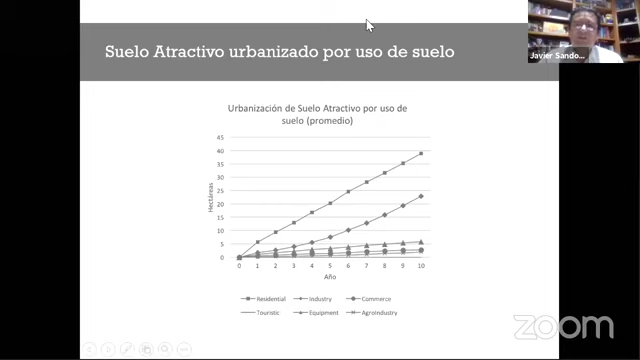 Suelo Atractivo urbanizado por uso de suelo
Javier Sando...
Urbanización de Suelo Atractivo por uso de
suelo (promedio)
45
40
35
30
25
20
15
10
5
0
Hectáreas
0 1 2 3 4 5 6 7 8 9 10
Año
Residential Industry Commerce
Touristic Equipment AgroIndustry
zoom